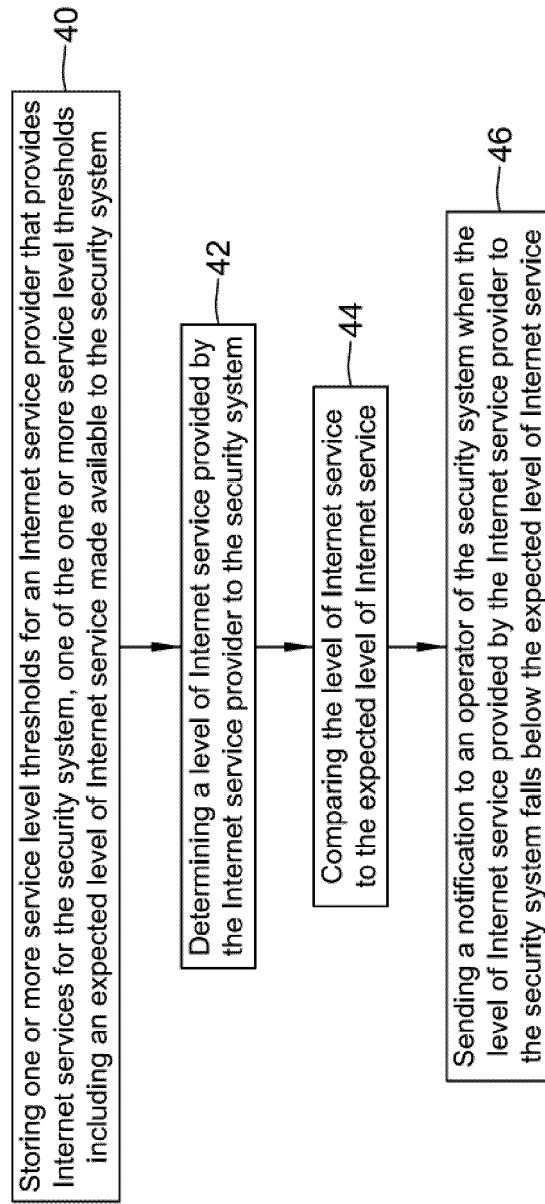 Storing one or more service level thresholds for an Internet service provider that provides
Internet services for the security system, one of the one or more service level thresholds
including an expected level of Internet service made available to the security system
40
Determining a level of Internet service provided by
the Internet service provider to the security system
42
Comparing the level of Internet service
to the expected level of Internet service
44
Sending a notification to an operator of the security system when the
level of Internet service provided by the Internet service provider to
the security system falls below the expected level of Internet service
46